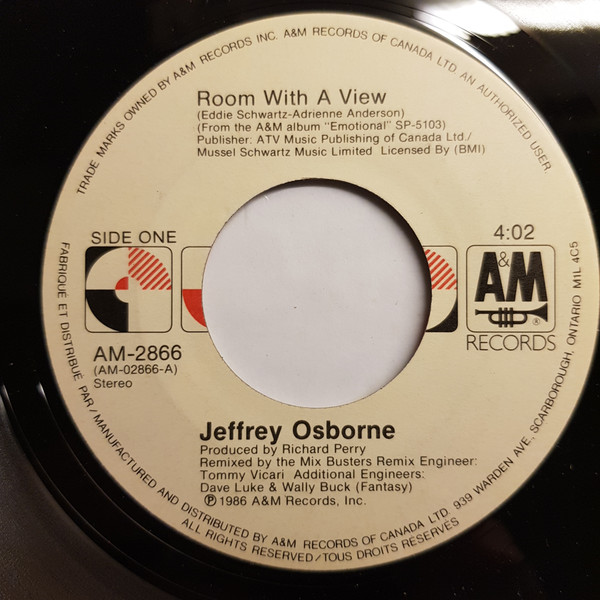 TRADE MARKS OWNED BY A&M RECORDS INC. A&M RECORDS OF CANADA LTD. AN AUTHORIZED USER.
Room With A View
(Eddie Schwartz-Adrienne Anderson)
(From the A&M album "Emotional" SP-5103)
Publisher: ATV Music Publishing of Canada Ltd./
Mussel Schwartz Music Limited Licensed By (BMI)
SIDE ONE
4:02
A&M
®
RECORDS
AM-2866
(AM-02866-A)
Stereo
Jeffrey Osborne
Produced by Richard Perry
Remixed by the Mix Busters Remix Engineer:
Tommy Vicari Additional Engineers:
Dave Luke & Wally Buck (Fantasy)
℗ 1986 A&M Records, Inc.
FABRIQUÉ ET DISTRIBUÉ PAR / MANUFACTURED AND DISTRIBUTED BY A&M RECORDS OF CANADA LTD. 939 WARDEN AVE, SCARBOROUGH, ONTARIO M1L 4C5
ALL RIGHTS RESERVED/TOUS DROITS RESERVÉS